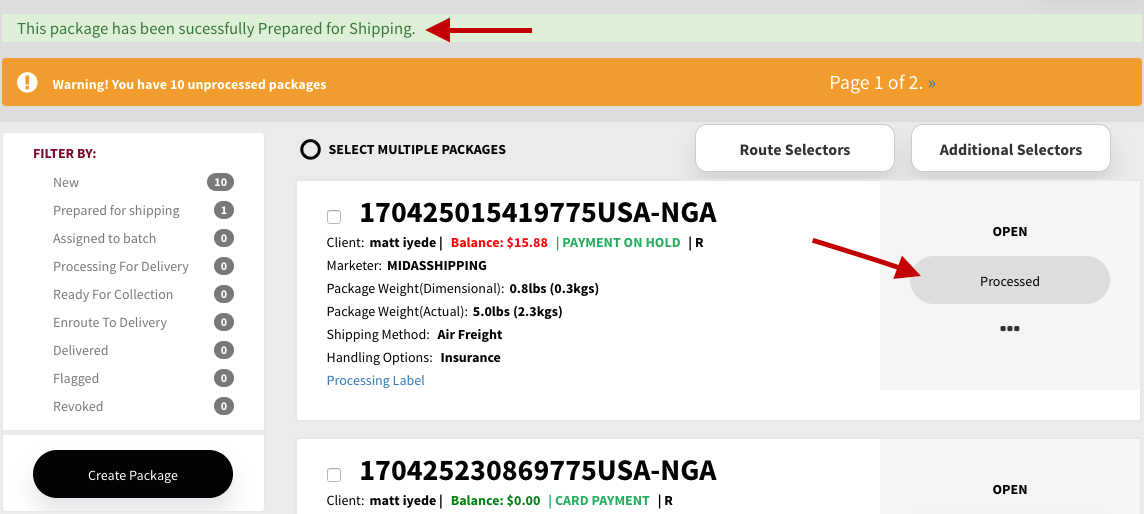 This package has been sucessfully Prepared for Shipping.
Warning! You have 10 unprocessed packages
Page 1 of 2. »
FILTER BY:
New 10
Prepared for shipping 1
Assigned to batch 0
Processing For Delivery 0
Ready For Collection 0
Enroute To Delivery 0
Delivered 0
Flagged 0
Revoked 0
Create Package
SELECT MULTIPLE PACKAGES
Route Selectors
Additional Selectors
170425015419775USA-NGA
Client: matt iyede | Balance: $15.88 | PAYMENT ON HOLD | R
Marketer: MIDASSHIPPING
Package Weight(Dimensional): 0.8lbs (0.3kgs)
Package Weight(Actual): 5.0lbs (2.3kgs)
Shipping Method: Air Freight
Handling Options: Insurance
Processing Label
OPEN
Processed
170425230869775USA-NGA
Client: matt iyede | Balance: $0.00 | CARD PAYMENT | R
OPEN